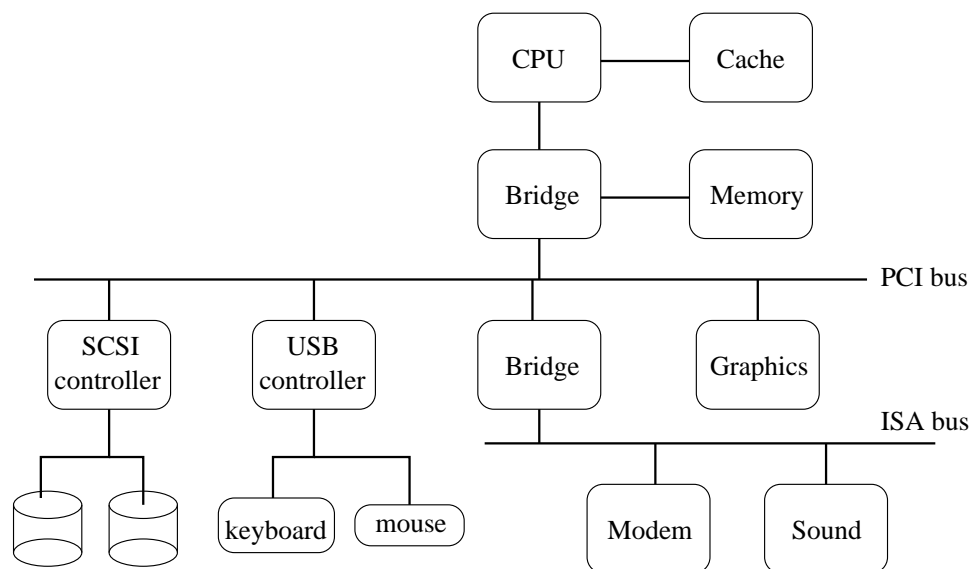 CPU
Cache
Bridge
Memory
PCI bus
SCSI
controller
USB
controller
Bridge
Graphics
ISA bus
keyboard
mouse
Modem
Sound